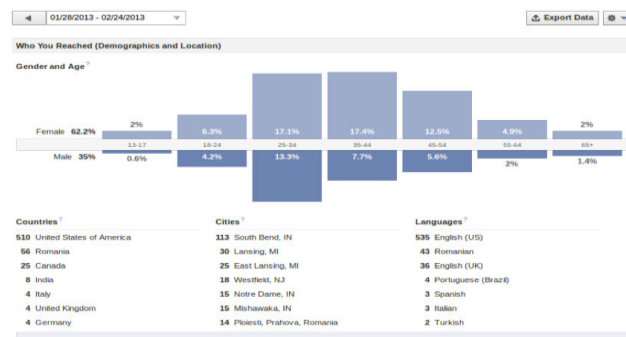 01/28/2013 - 02/24/2013
Export Data
Who You Reached (Demographics and Location)
Gender and Age?
2% 6.3% 17.1% 17.4% 12.5% 4.9% 2%
Female 62.2%
13-17 18-24 25-34 35-44 45-54 55-64 65+
Male 35%
0.6% 4.2% 13.3% 7.7% 5.6% 2% 1.4%
Countries? Cities? Languages?
510 United States of America 113 South Bend, IN 535 English (US)
56 Romania 30 Lansing, MI 43 Romanian
25 Canada 25 East Lansing, MI 36 English (UK)
8 India 18 Westfield, NJ 4 Portuguese (Brazil)
4 Italy 15 Notre Dame, IN 3 Spanish
4 United Kingdom 15 Mishawaka, IN 3 Italian
4 Germany 14 Ploiesti, Prahova, Romania 2 Turkish